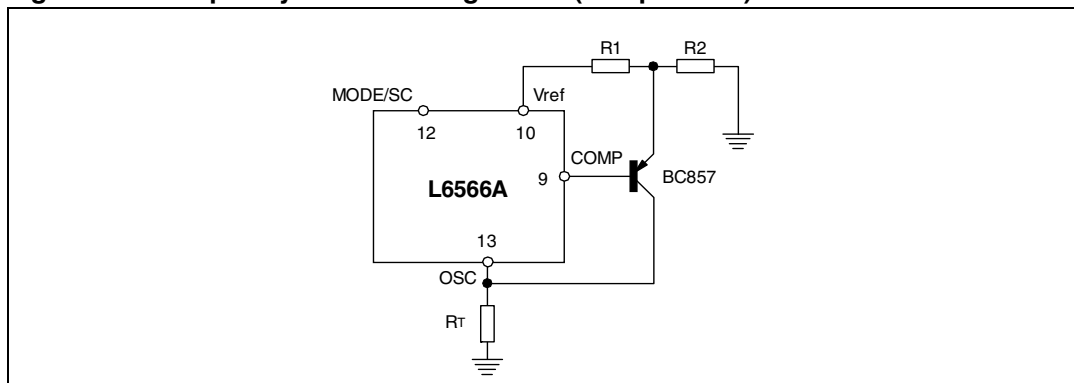 R1
R2
MODE/SC
Vref
12
10
COMP
9
BC857
L6566A
13
OSC
RT